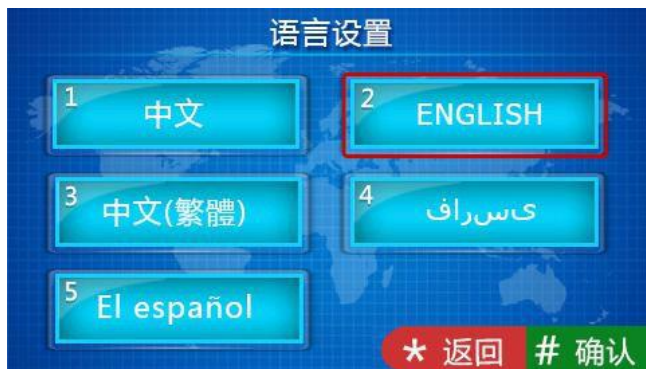 语言设置
1 中文
2 ENGLISH
3 中文(繁體)
4 یسراف
5 El español
* 返回 # 确认